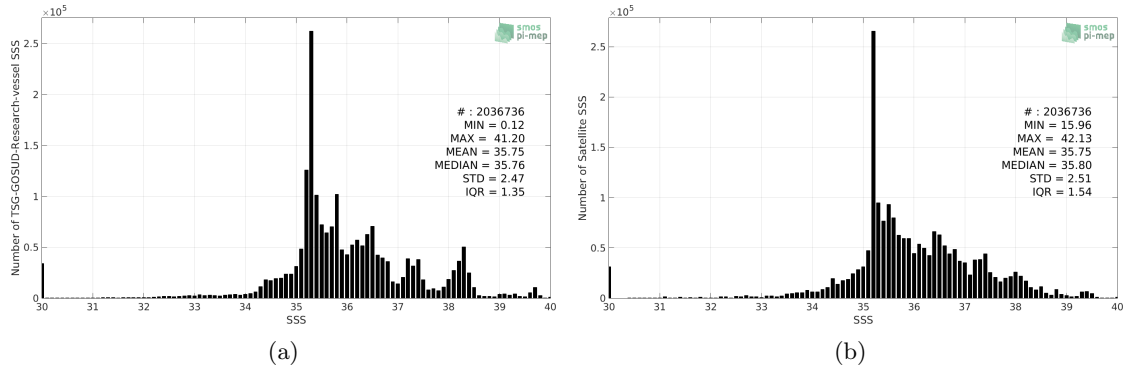 ×10⁵
2.5
2
1.5
1
0.5
0
Number of TSG-GOSUD-Research-vessel SSS
smos
pi-mep
# : 2036736
MIN = 0.12
MAX = 41.20
MEAN = 35.75
MEDIAN = 35.76
STD = 2.47
IQR = 1.35
30 31 32 33 34 35 36 37 38 39 40
SSS
(a)
×10⁵
2.5
2
1.5
1
0.5
0
Number of Satellite SSS
smos
pi-mep
# : 2036736
MIN = 15.96
MAX = 42.13
MEAN = 35.75
MEDIAN = 35.80
STD = 2.51
IQR = 1.54
30 31 32 33 34 35 36 37 38 39 40
SSS
(b)